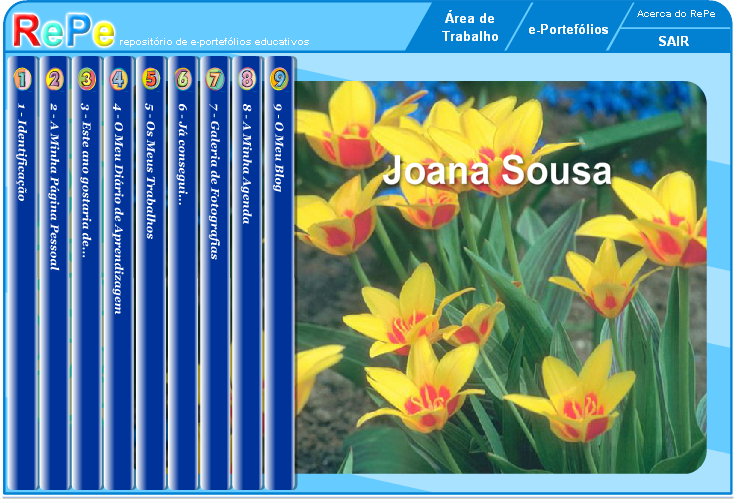 RePe
repositório de e-portefólios educativos
Área de
Trabalho
e-Portefólios
Acerca do RePe
SAIR
1
1 - Identificação
2
2 - A Minha Página Pessoal
3
3 - Este ano gostaria de...
4
4 - O Meu Diário de Aprendizagem
5
5 - Os Meus Trabalhos
6
6 - Já consegui...
7
7 - Galeria de Fotografias
8
8 - A Minha Agenda
9
9 - O Meu Blog
Joana Sousa